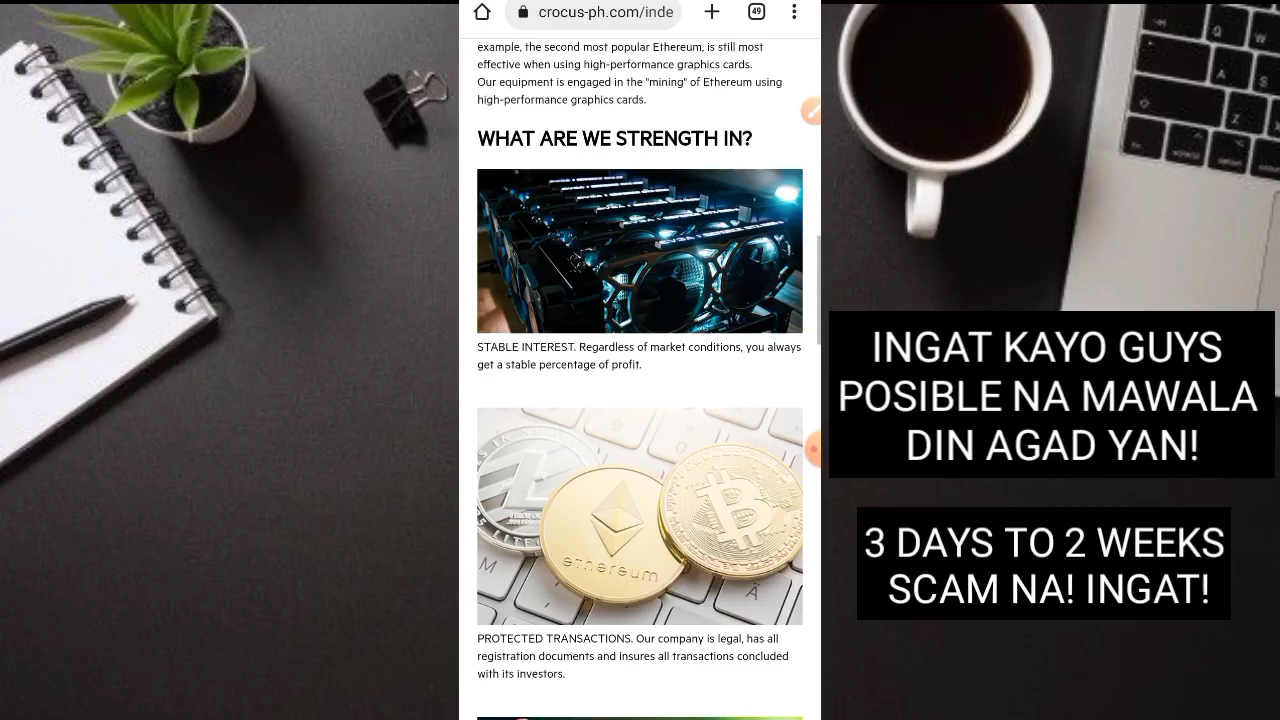 49
crocus-ph.com/inde
example, the second most popular Ethereum, is still most
effective when using high-performance graphics cards.
Our equipment is engaged in the "mining" of Ethereum using
high-performance graphics cards.
WHAT ARE WE STRENGTH IN?
STABLE INTEREST. Regardless of market conditions, you always
get a stable percentage of profit.
ethereum
PROTECTED TRANSACTIONS. Our company is legal, has all
registration documents and insures all transactions concluded
with its investors.
INGAT KAYO GUYS
POSIBLE NA MAWALA
DIN AGAD YAN!
3 DAYS TO 2 WEEKS
SCAM NA! INGAT!